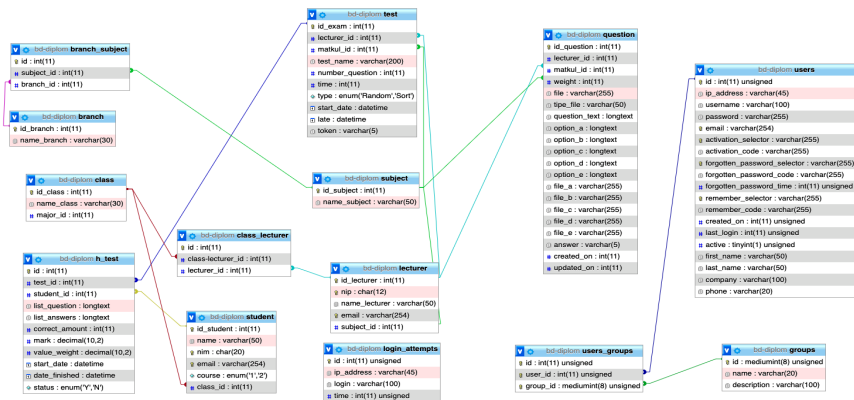 bd-diplom branch_subject
id : int(11)
subject_id : int(11)
branch_id : int(11)
bd-diplom branch
id_branch : int(11)
name_branch : varchar(30)
bd-diplom class
id_class : int(11)
name_class : varchar(30)
major_id : int(11)
bd-diplom h_test
id : int(11)
test_id : int(11)
student_id : int(11)
list_question : longtext
list_answers : longtext
correct_amount : int(11)
mark : decimal(10,2)
value_weight : decimal(10,2)
start_date : datetime
date_finished : datetime
status : enum('Y','N')
bd-diplom class_lecturer
id : int(11)
class-lecturer_id : int(11)
lecturer_id : int(11)
bd-diplom student
id_student : int(11)
name : varchar(50)
nim : char(20)
email : varchar(254)
course : enum('1','2')
class_id : int(11)
bd-diplom test
id_exam : int(11)
lecturer_id : int(11)
matkul_id : int(11)
test_name : varchar(200)
number_question : int(11)
time : int(11)
type : enum('Random','Sort')
start_date : datetime
late : datetime
token : varchar(5)
bd-diplom subject
id_subject : int(11)
name_subject : varchar(50)
bd-diplom lecturer
id_lecturer : int(11)
nip : char(12)
name_lecturer : varchar(50)
email : varchar(254)
subject_id : int(11)
bd-diplom login_attempts
id : int(11) unsigned
ip_address : varchar(45)
login : varchar(100)
time : int(11) unsigned
bd-diplom question
id_question : int(11)
lecturer_id : int(11)
matkul_id : int(11)
weight : int(11)
file : varchar(255)
tipe_file : varchar(50)
question_text : longtext
option_a : longtext
option_b : longtext
option_c : longtext
option_d : longtext
option_e : longtext
file_a : varchar(255)
file_b : varchar(255)
file_c : varchar(255)
file_d : varchar(255)
file_e : varchar(255)
answer : varchar(5)
created_on : int(11)
updated_on : int(11)
bd-diplom users_groups
id : int(11) unsigned
user_id : int(11) unsigned
group_id : mediumint(8) unsigned
bd-diplom users
id : int(11) unsigned
ip_address : varchar(45)
username : varchar(100)
password : varchar(255)
email : varchar(254)
activation_selector : varchar(255)
activation_code : varchar(255)
forgotten_password_selector : varchar(255)
forgotten_password_code : varchar(255)
forgotten_password_time : int(11) unsigned
remember_selector : varchar(255)
remember_code : varchar(255)
created_on : int(11) unsigned
last_login : int(11) unsigned
active : tinyint(1) unsigned
first_name : varchar(50)
last_name : varchar(50)
company : varchar(100)
phone : varchar(20)
bd-diplom groups
id : mediumint(8) unsigned
name : varchar(20)
description : varchar(100)